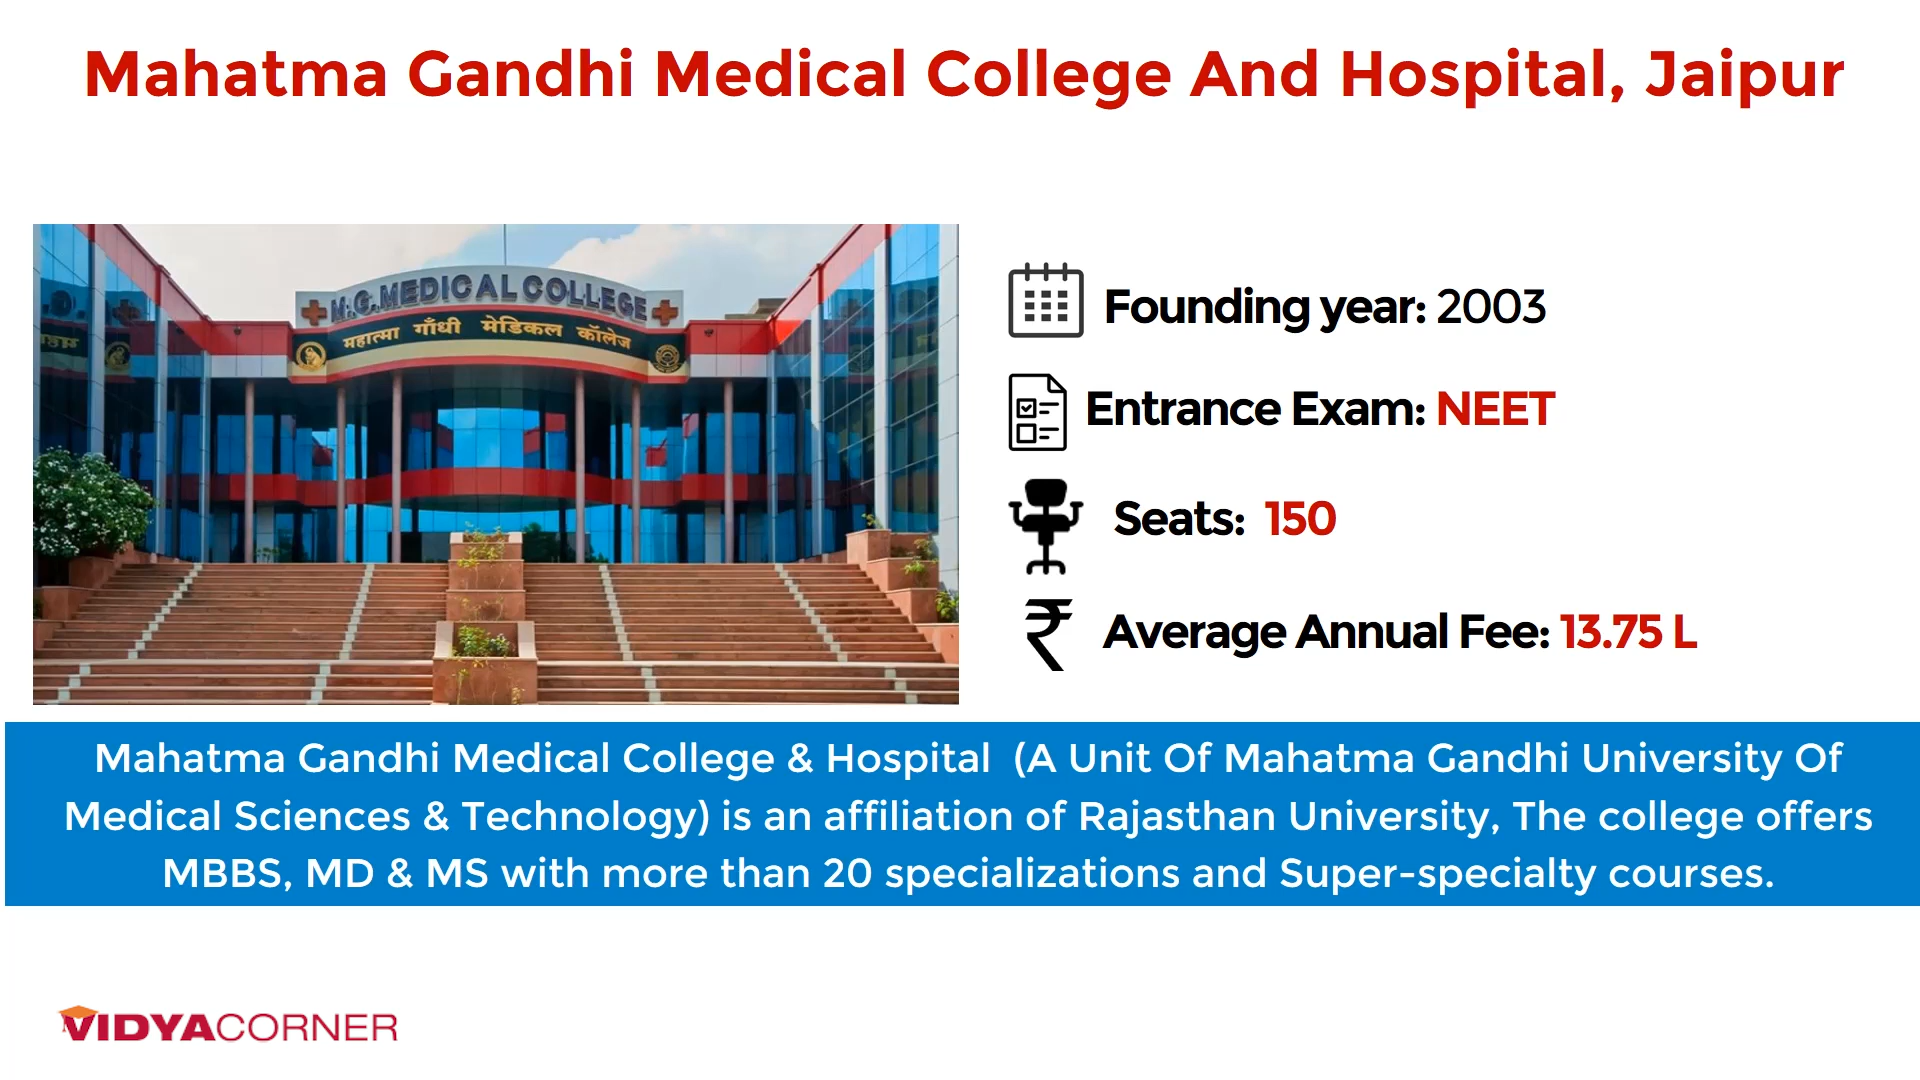 Mahatma Gandhi Medical College And Hospital, Jaipur
M.G.MEDICAL COLLEGE
महात्मा गाँधी मेडिकल कॉलेज
Founding year: 2003
Entrance Exam: NEET
Seats: 150
₹ Average Annual Fee: 13.75 L
Mahatma Gandhi Medical College & Hospital (A Unit Of Mahatma Gandhi University Of
Medical Sciences & Technology) is an affiliation of Rajasthan University, The college offers
MBBS, MD & MS with more than 20 specializations and Super-specialty courses.
VIDYACORNER